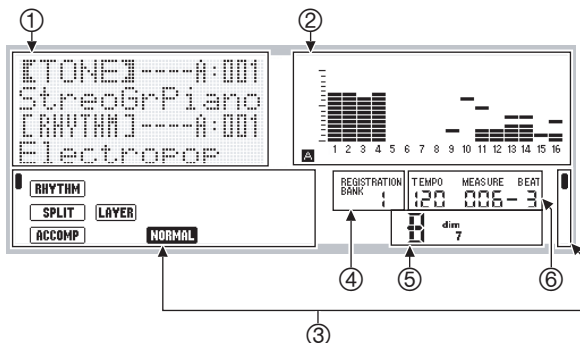 ① ②
【TONE】----A:001
StreoGrPiano
[RHYTHM]----A:001
Electropop
A
1 2 3 4 5 6 7 8 9 10 11 12 13 14 15 16
RHYTHM
SPLIT LAYER
ACCOMP NORMAL
REGISTRATION
BANK 1
TEMPO MEASURE BEAT
120 006- 3
B dim
7
④ ⑤ ⑥
③